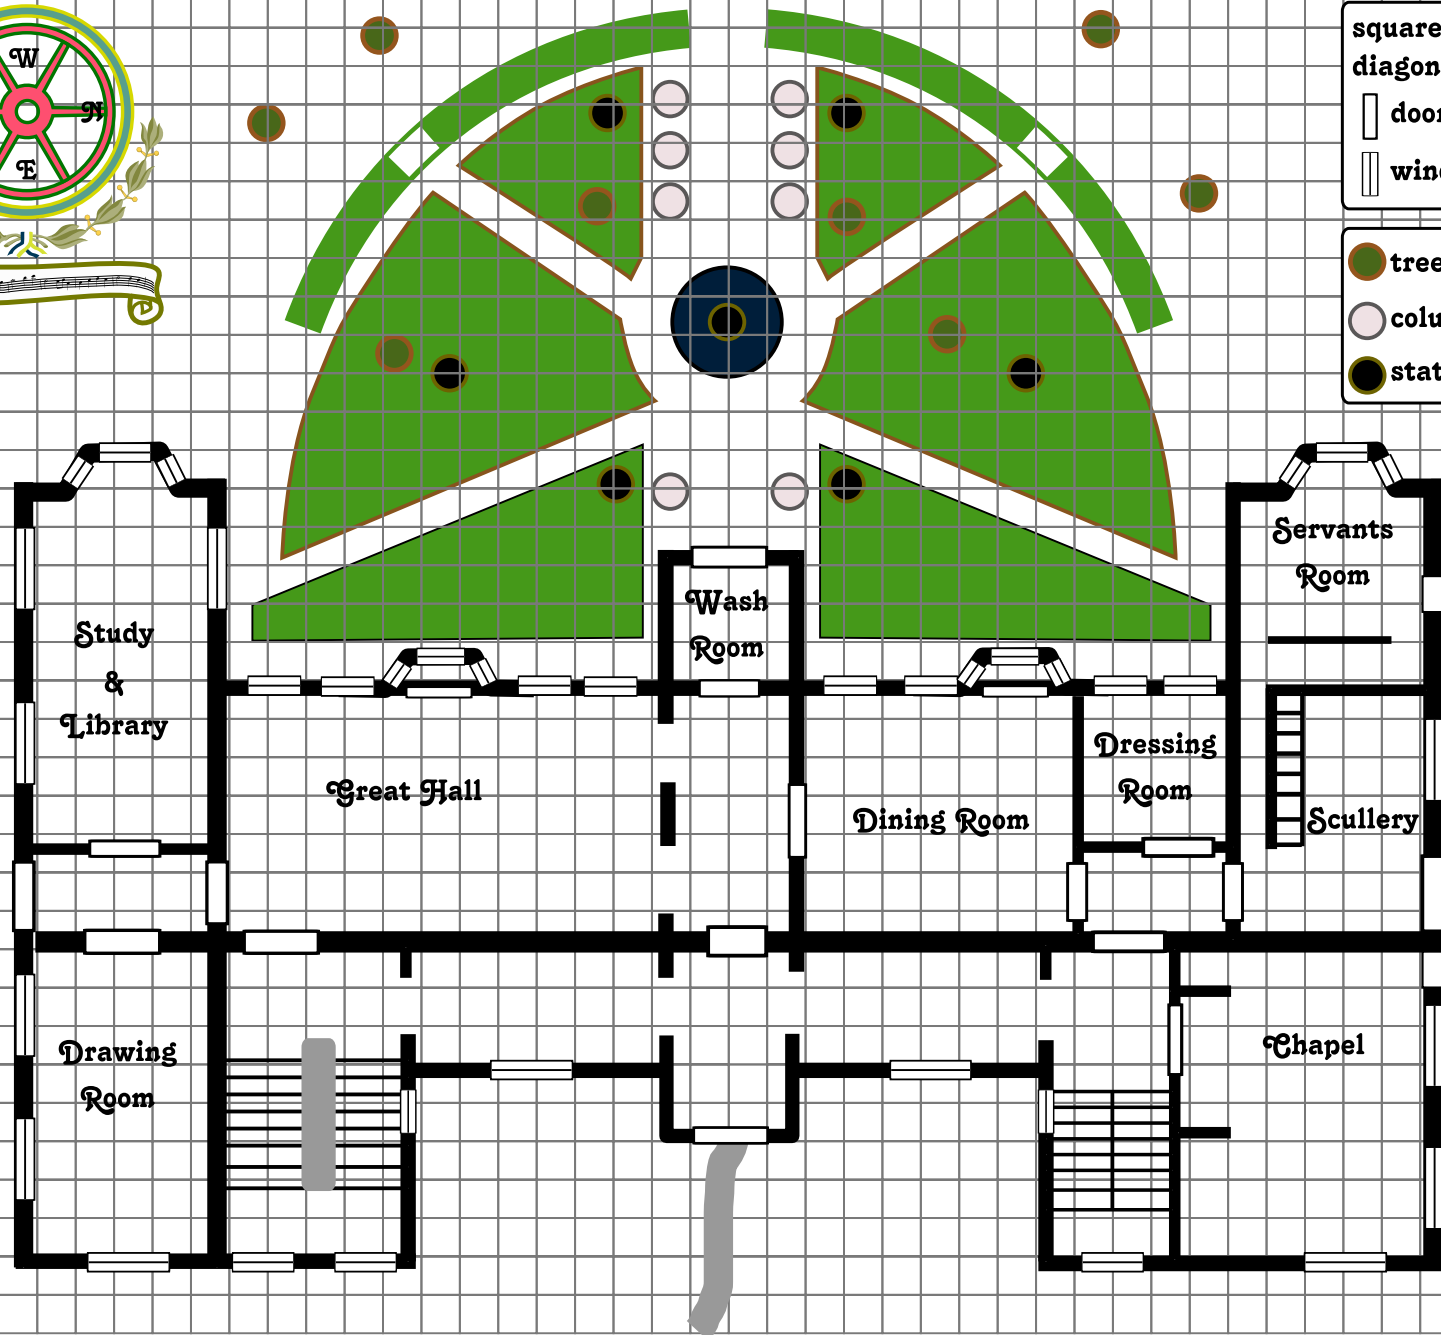 W
N
E
square
diagon
door
wind
tree
colu
stat
Servants
Room
Wash
Room
Study
&
Library
Dressing
Room
Great Hall
Dining Room
Scullery
Drawing
Room
Chapel